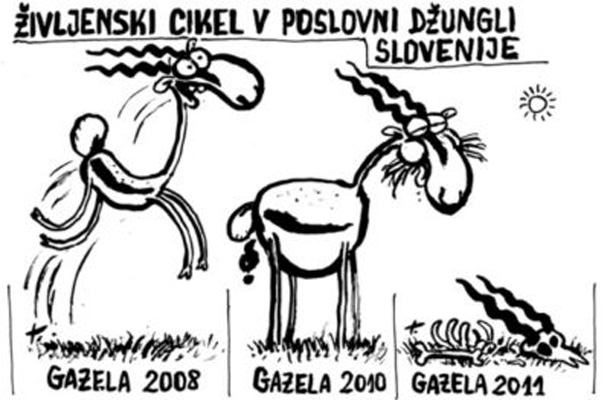 ŽIVLJENSKI CIKEL V POSLOVNI DŽUNGLI
SLOVENIJE
GAZELA 2008
GAZELA 2010
GAZELA 2011